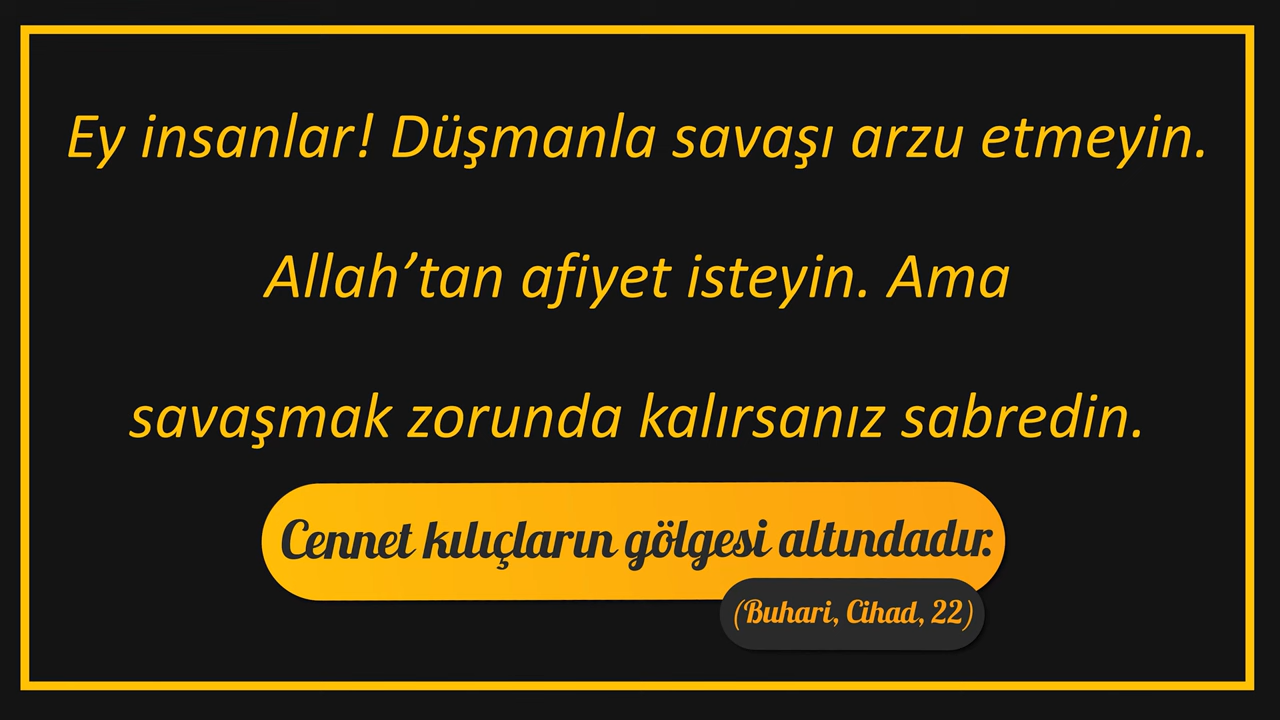 Ey insanlar! Düşmanla savaşı arzu etmeyin.
Allah’tan afiyet isteyin. Ama
savaşmak zorunda kalırsanız sabredin.
Cennet kılıçların gölgesi altındadır.
(Buhari, Cihad, 22)